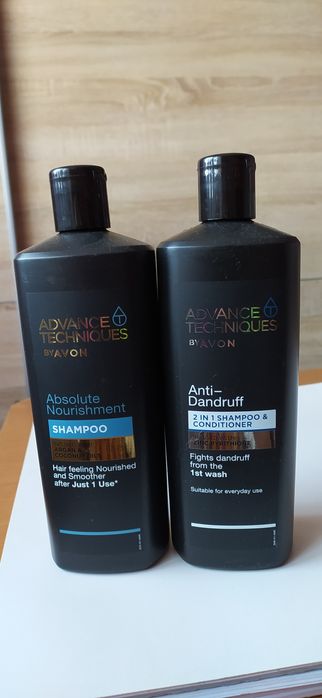 ADVANCE
TECHNIQUES
BY AVON
Absolute
Nourishment
SHAMPOO
ARGAN &
COCONUT OILS
Hair feeling Nourished
and Smoother
after Just 1 Use*
ADVANCE
TECHNIQUES
BY AVON
Anti-
Dandruff
2 IN 1 SHAMPOO &
CONDITIONER
ZINC PYRITHIONE
Fights dandruff
from the
1st wash
Suitable for everyday use